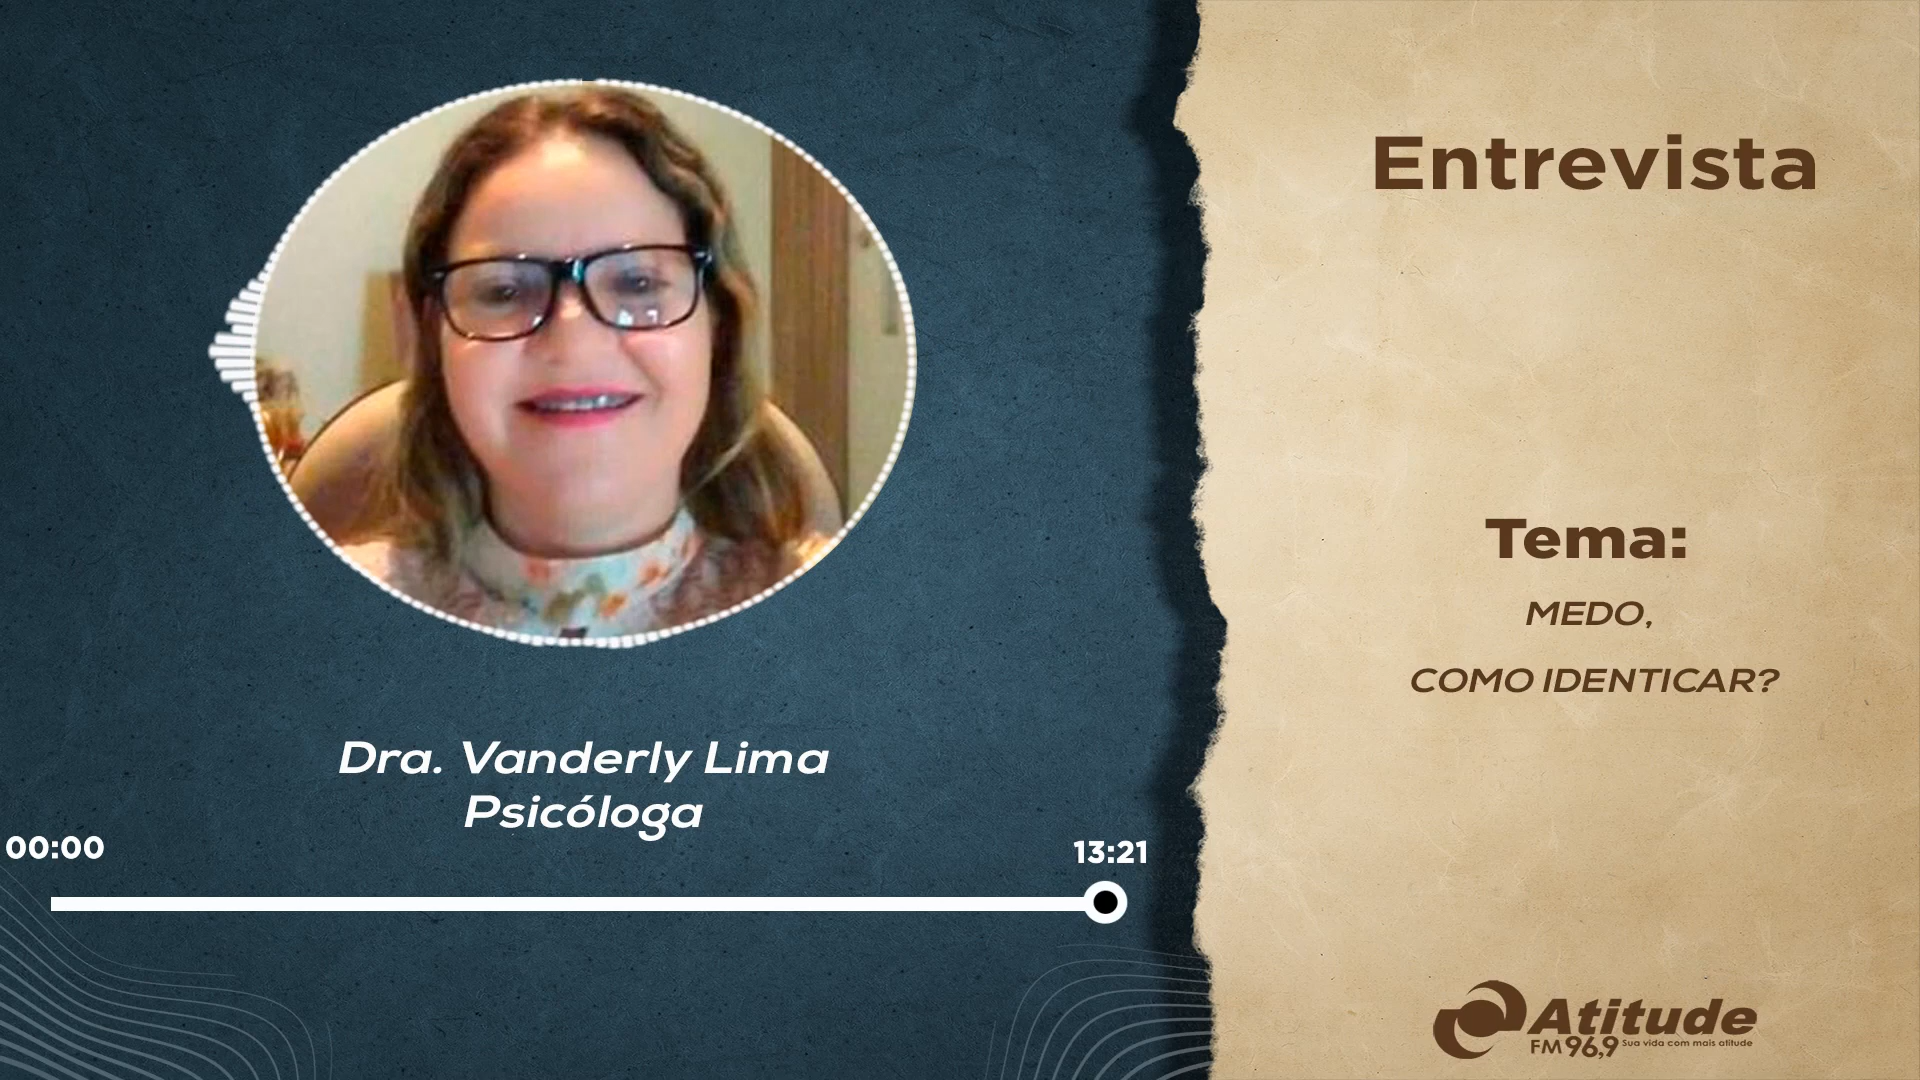 Entrevista
Tema:
MEDO,
COMO IDENTICAR?
Dra. Vanderly Lima
Psicóloga
00:00
13:21
Atitude
FM 96,9 Sua vida com mais atitude